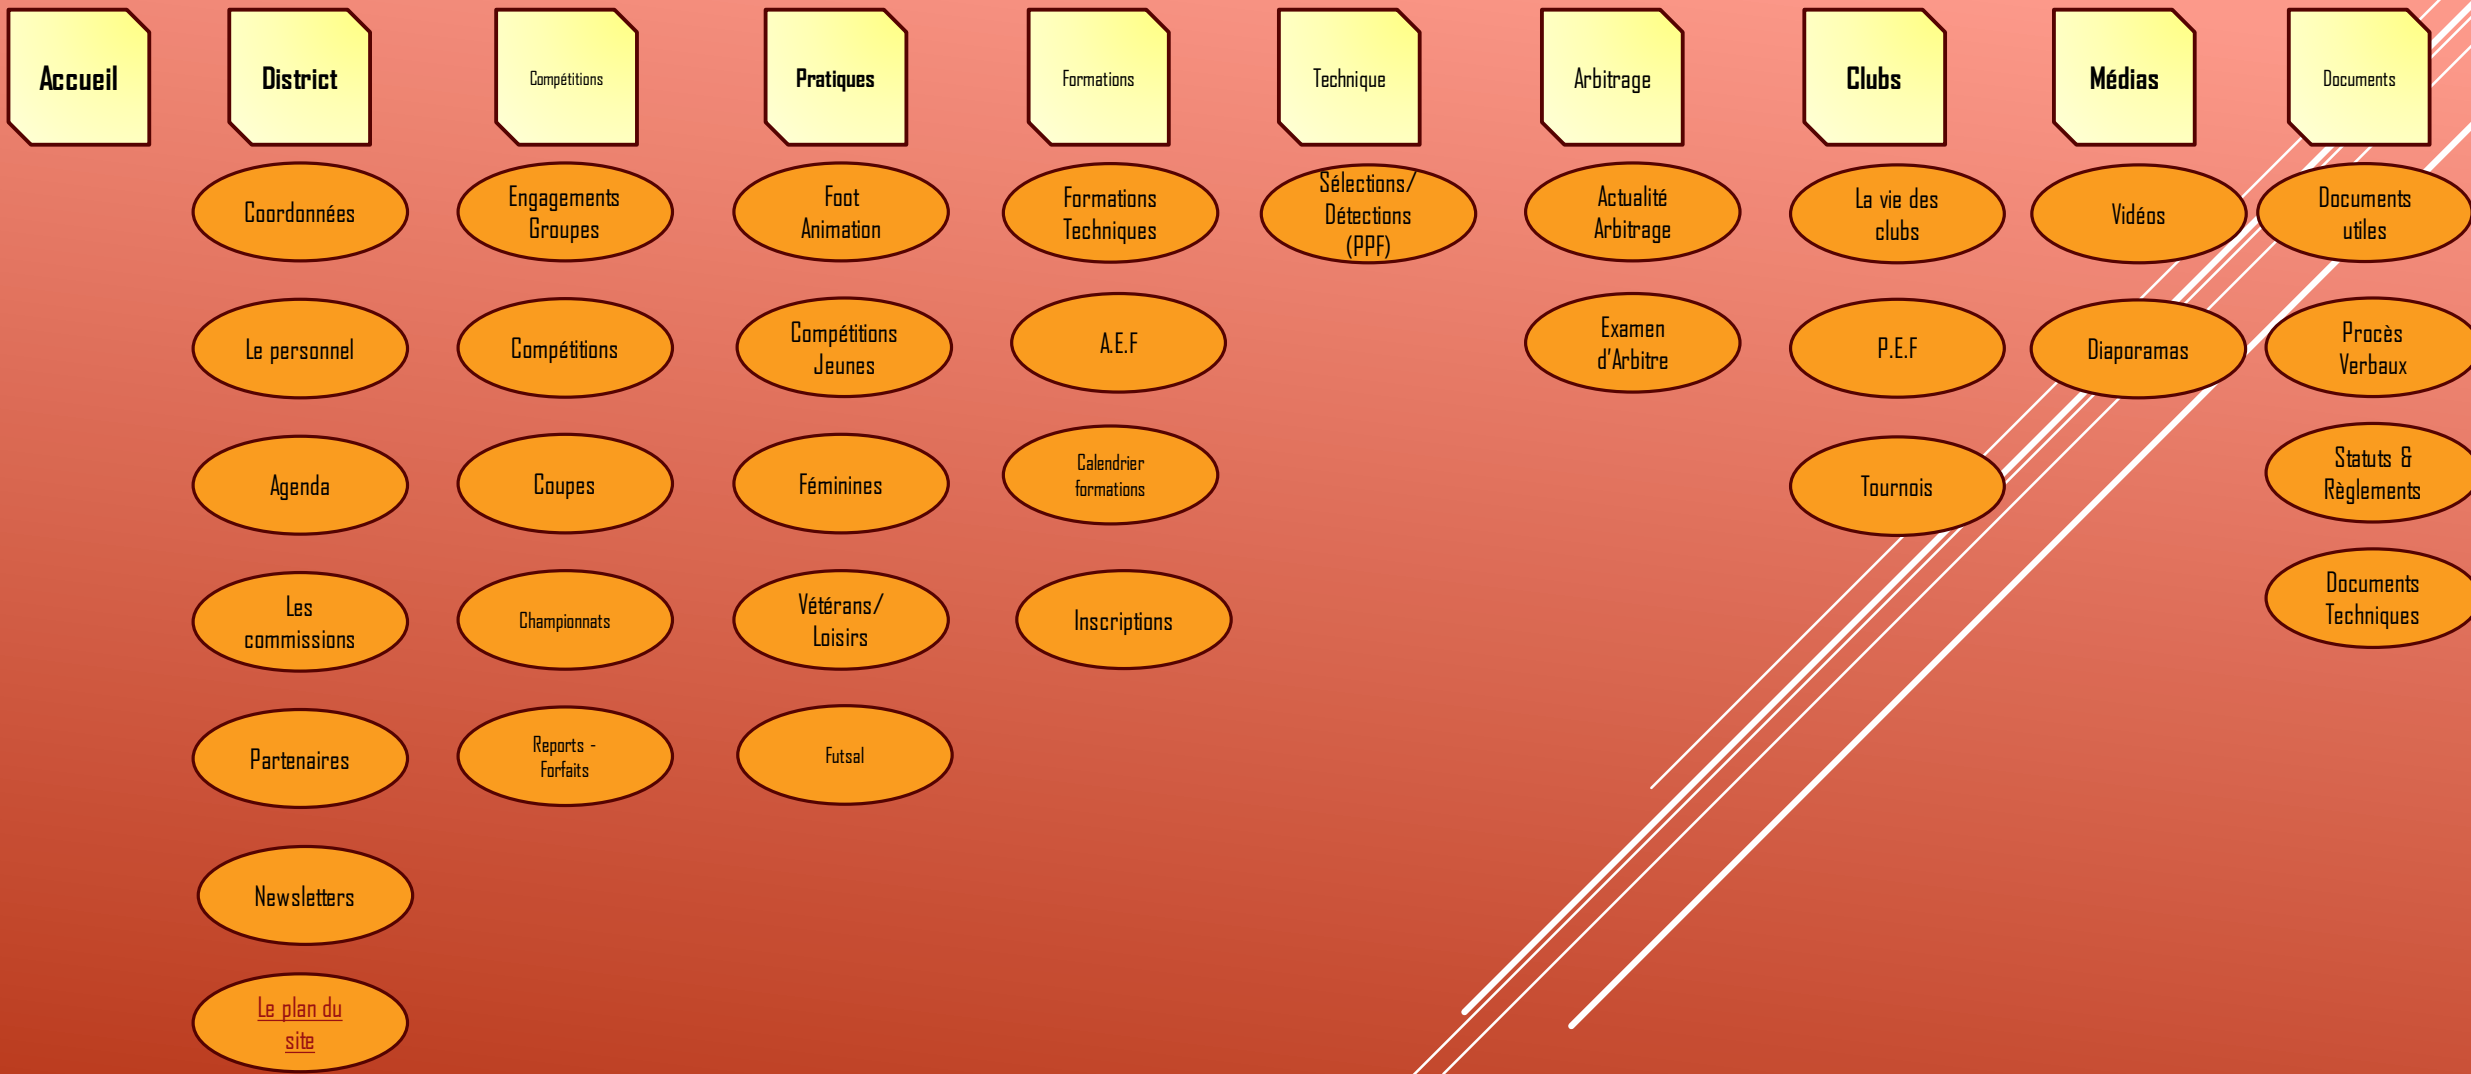 Accueil
District
Compétitions
Pratiques
Formations
Technique
Arbitrage
Clubs
Médias
Documents
Coordonnées
Le personnel
Agenda
Les
commissions
Partenaires
Newsletters
Le plan du
site
Engagements
Groupes
Compétitions
Coupes
Championnats
Reports -
Forfaits
Foot
Animation
Compétitions
Jeunes
Féminines
Vétérans/
Loisirs
Futsal
Formations
Techniques
A.E.F
Calendrier
formations
Inscriptions
Sélections/
Détections
(PPF)
Actualité
Arbitrage
Examen
d'Arbitre
La vie des
clubs
P.E.F
Tournois
Vidéos
Diaporamas
Documents
utiles
Procès
Verbaux
Statuts &
Règlements
Documents
Techniques